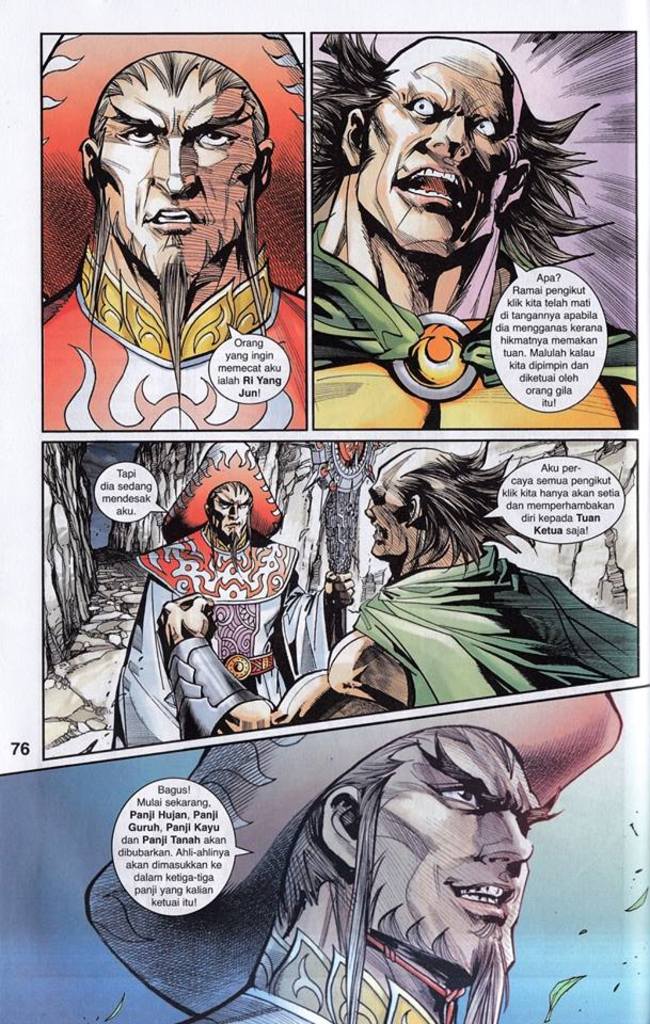 Orang
yang ingin
memecat aku
ialah Ri Yang
Jun!
Apa?
Ramai pengikut
klik kita telah mati
di tangannya apabila
dia mengganas kerana
hikmatnya memakan
tuan. Malulah kalau
kita dipimpin dan
diketuai oleh
orang gila
itu!
Tapi
dia sedang
mendesak
aku.
Aku per-
caya semua pengikut
klik kita hanya akan setia
dan memperhambakan
diri kepada Tuan
Ketua saja!
76
Bagus!
Mulai sekarang,
Panji Hujan, Panji
Guruh, Panji Kayu
dan Panji Tanah akan
dibubarkan. Ahli-ahlinya
akan dimasukkan ke
dalam ketiga-tiga
panji yang kalian
ketuai itu!